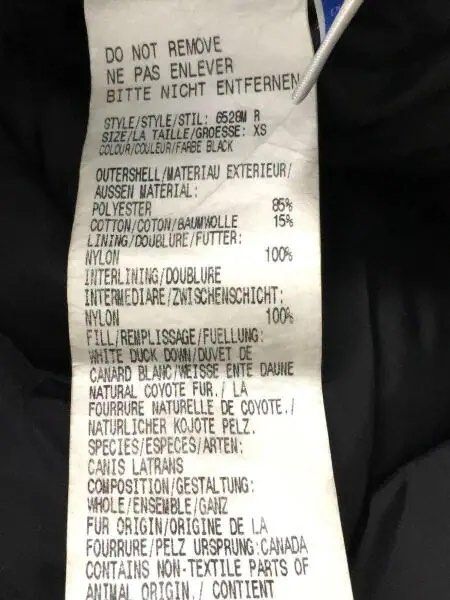 DO NOT REMOVE
NE PAS ENLEVER
BITTE NICHT ENTFERNEN
STYLE/STYLE/STIL: 6528M R
SIZE/LA TAILLE/GROESSE: XS
COLOUR/COULEUR/FARBE BLACK
OUTERSHELL/MATERIAU EXTERIEUR/
AUSSEN MATERIAL:
POLYESTER 85%
COTTON/COTON/BAUMWOLLE 15%
LINING/DOUBLURE/FUTTER:
NYLON 100%
INTERLINING/DOUBLURE
INTERMEDIARE/ZWISCHENSCHICHT:
NYLON 100%
FILL/REMPLISSAGE/FUELLUNG:
WHITE DUCK DOWN/DUVET DE
CANARD BLANC/WEISSE ENTE DAUNE
NATURAL COYOTE FUR./ LA
FOURRURE NATURELLE DE COYOTE./
NATURLICHER KOJOTE PELZ.
SPECIES/ESPECES/ARTEN:
CANIS LATRANS
COMPOSITION/GESTALTUNG:
WHOLE/ENSEMBLE/GANZ
FUR ORIGIN/ORIGINE DE LA
FOURRURE/PELZ URSPRUNG:CANADA
CONTAINS NON-TEXTILE PARTS OF
ANIMAL ORIGIN./ CONTIENT